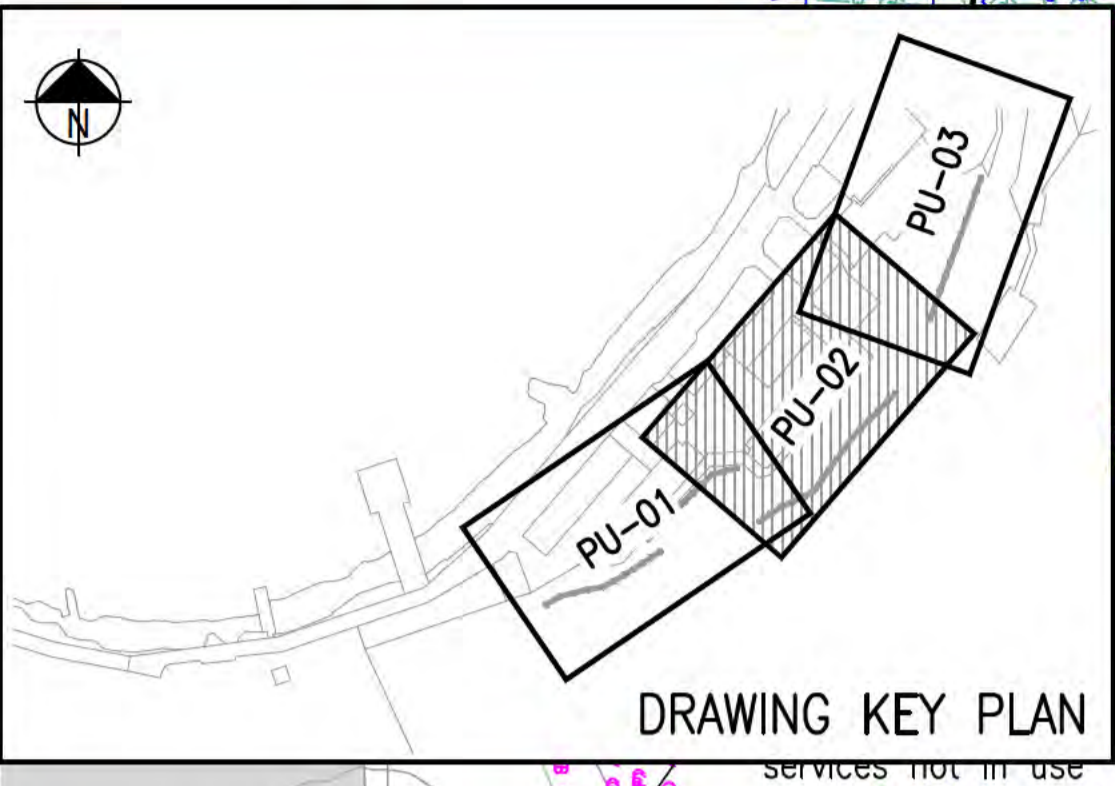 N
PU-03
PU-02
PU-01
DRAWING KEY PLAN
services not in use